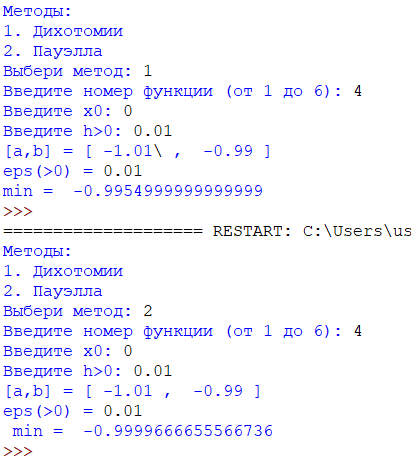 Методы:
1. Дихотомии
2. Пауэлла
Выбери метод: 1
Введите номер функции (от 1 до 6): 4
Введите x0: 0
Введите h>0: 0.01
[a,b] = [ -1.01\ ,  -0.99 ]
eps(>0) = 0.01
min =  -0.9954999999999999
>>>
==================== RESTART: C:\Users\us
Методы:
1. Дихотомии
2. Пауэлла
Выбери метод: 2
Введите номер функции (от 1 до 6): 4
Введите x0: 0
Введите h>0: 0.01
[a,b] = [ -1.01 ,  -0.99 ]
eps(>0) = 0.01
 min =  -0.9999666655566736
>>>